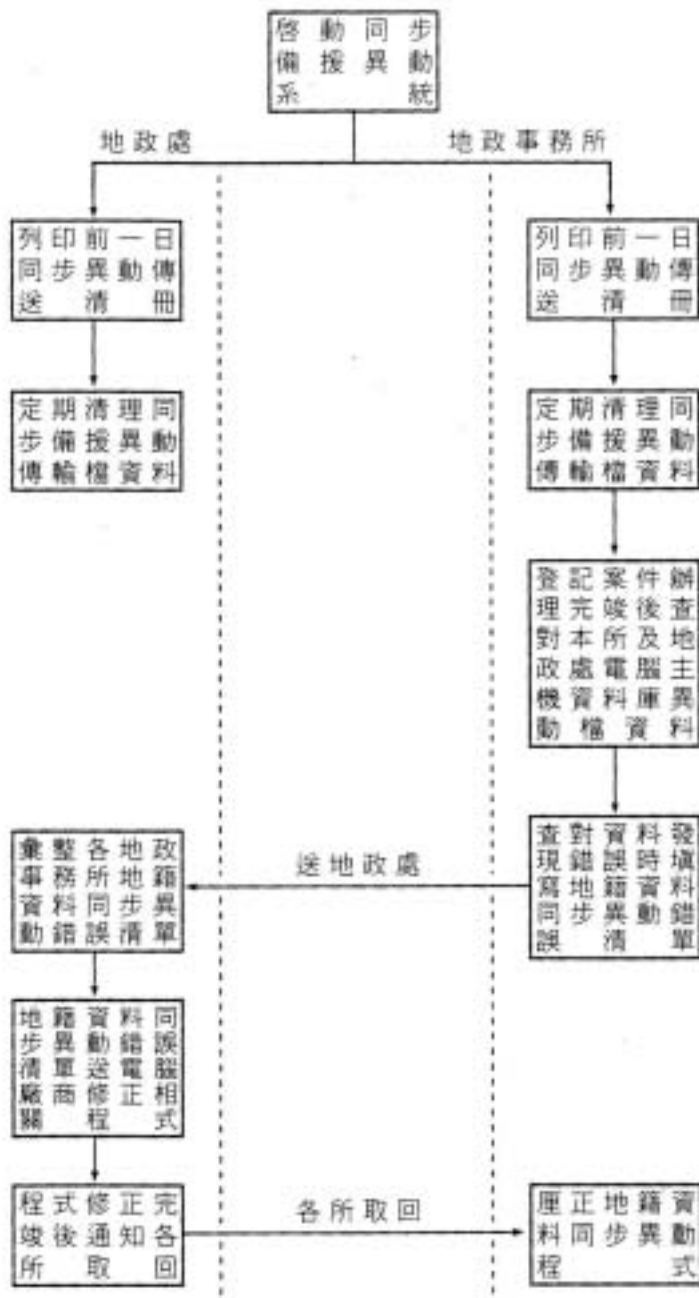 啓動同步
備援異動
系統
地政處
地政事務所
列印前一日
同步異動傳
送清冊
列印前一日
同步異動傳
送清冊
定期清理同
步備援異動
傳輸檔資料
定期清理同
步備援異動
傳輸檔資料
登記案件辦
理完竣後查
對本所及地
政處電腦主
機資料庫異
動檔資料
查對資料發
現錯誤時填
寫地籍資料
同步異動錯
誤清單
送地政處
彙整各地政
事務所地籍
資料同步異
動錯誤清單
地籍資料同
步異動錯誤
清單送電腦
廠商修正相
關程式
程式修正完
竣後通知各
所取回
各所取回
厘正地籍資
料同步異動
程式